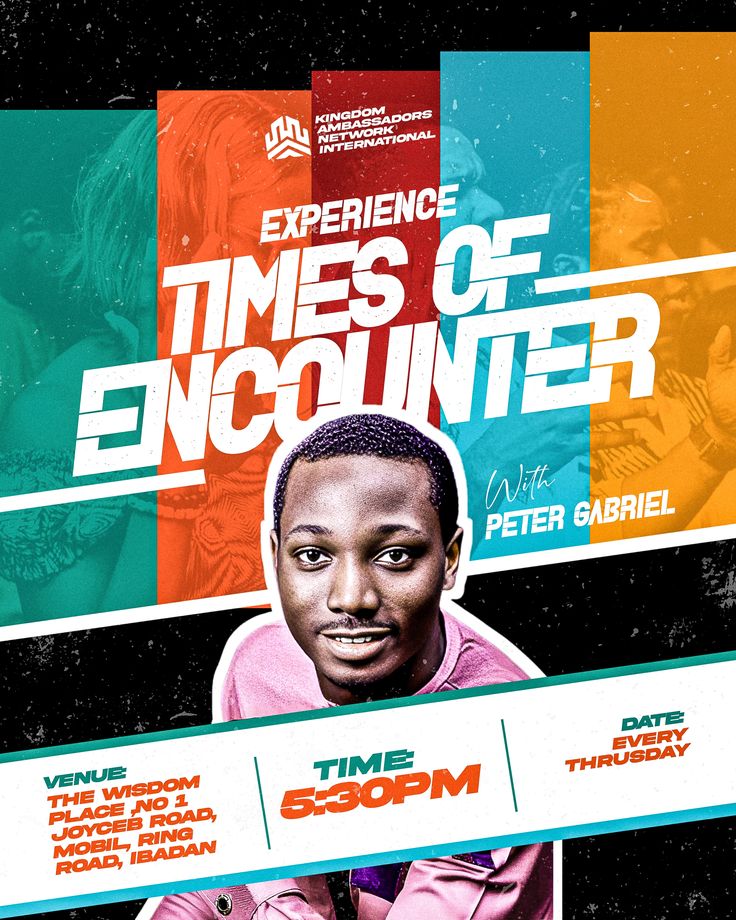 KINGDOM
AMBASSADORS
NETWORK
INTERNATIONAL
EXPERIENCE
TIMES OF
ENCOUNTER
With
PETER GABRIEL
VENUE:
THE WISDOM
PLACE ,NO 1
JOYCEB ROAD,
MOBIL, RING
ROAD, IBADAN
TIME:
5:30PM
DATE:
EVERY
THRUSDAY